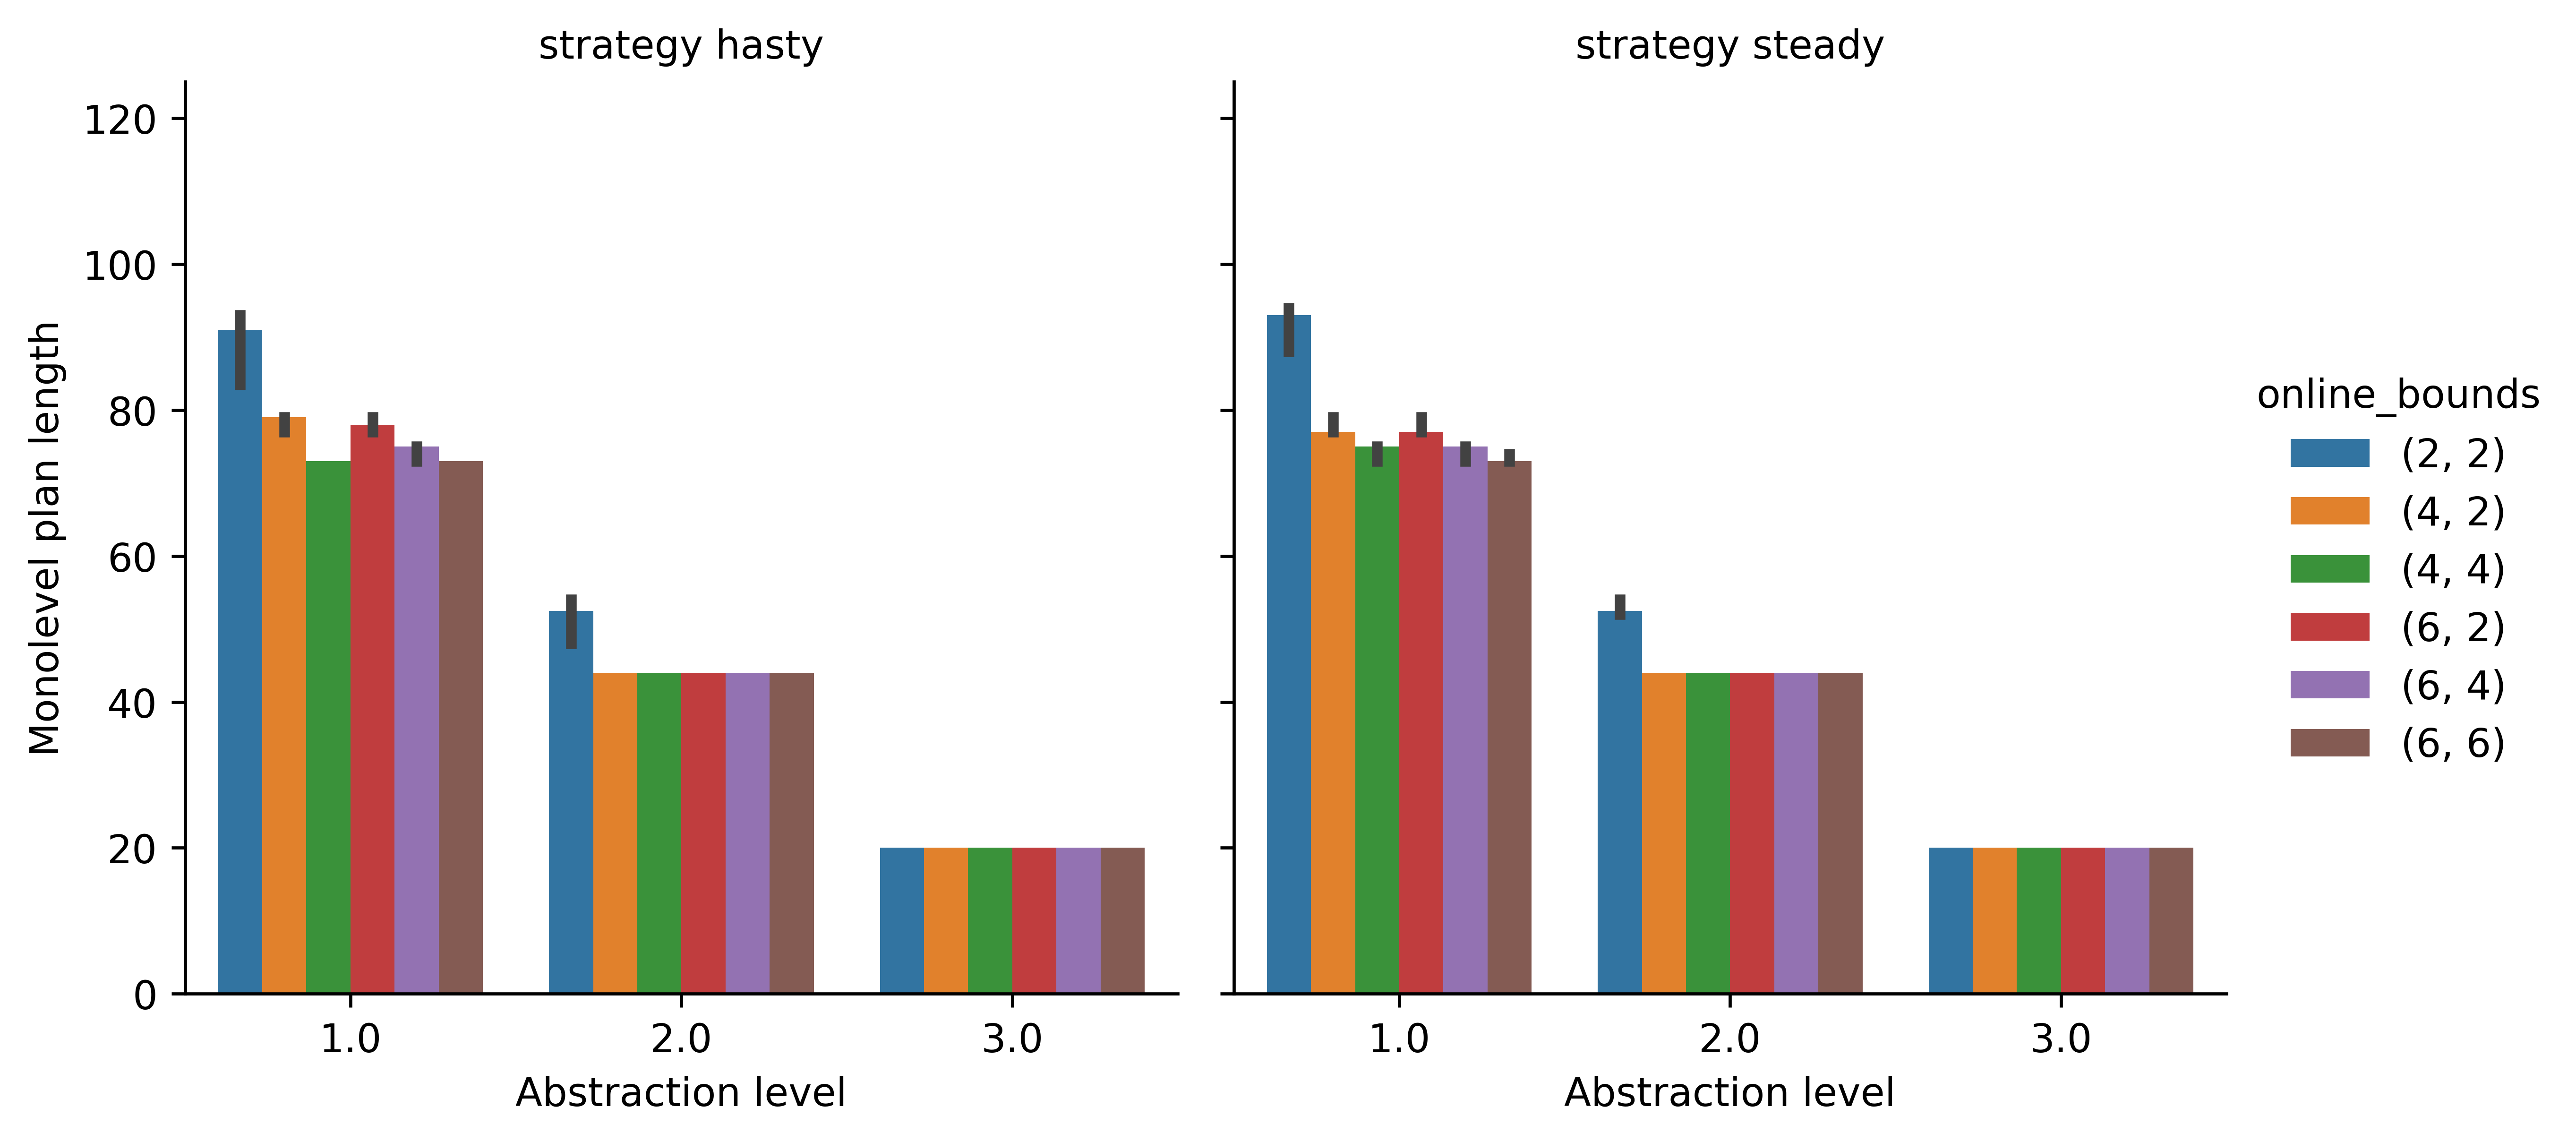 strategy hasty
strategy steady
120
100
80
60
40
20
0
Monolevel plan length
1.0 2.0 3.0
1.0 2.0 3.0
Abstraction level
Abstraction level
online_bounds
(2, 2)
(4, 2)
(4, 4)
(6, 2)
(6, 4)
(6, 6)